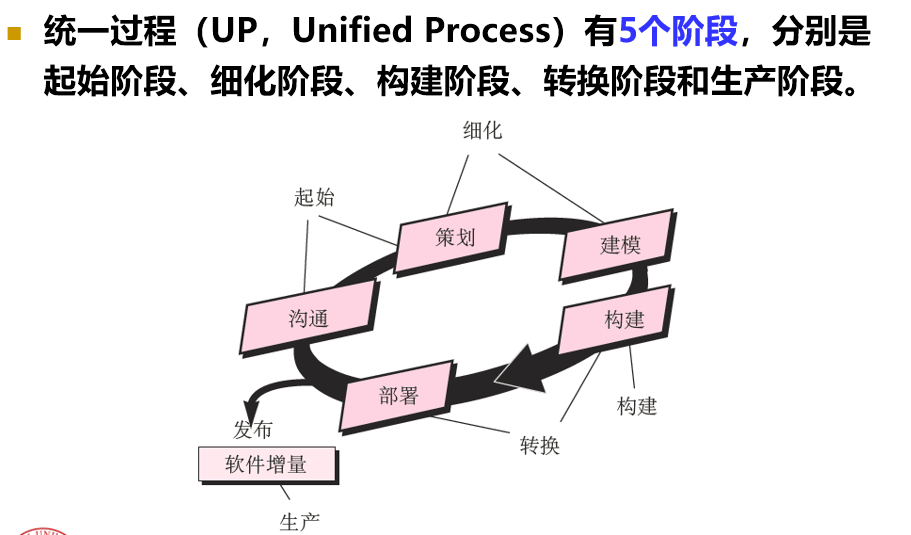 统一过程（UP，Unified Process）有5个阶段，分别是
起始阶段、细化阶段、构建阶段、转换阶段和生产阶段。
细化
起始
策划
建模
沟通
构建
部署
构建
发布
转换
软件增量
生产